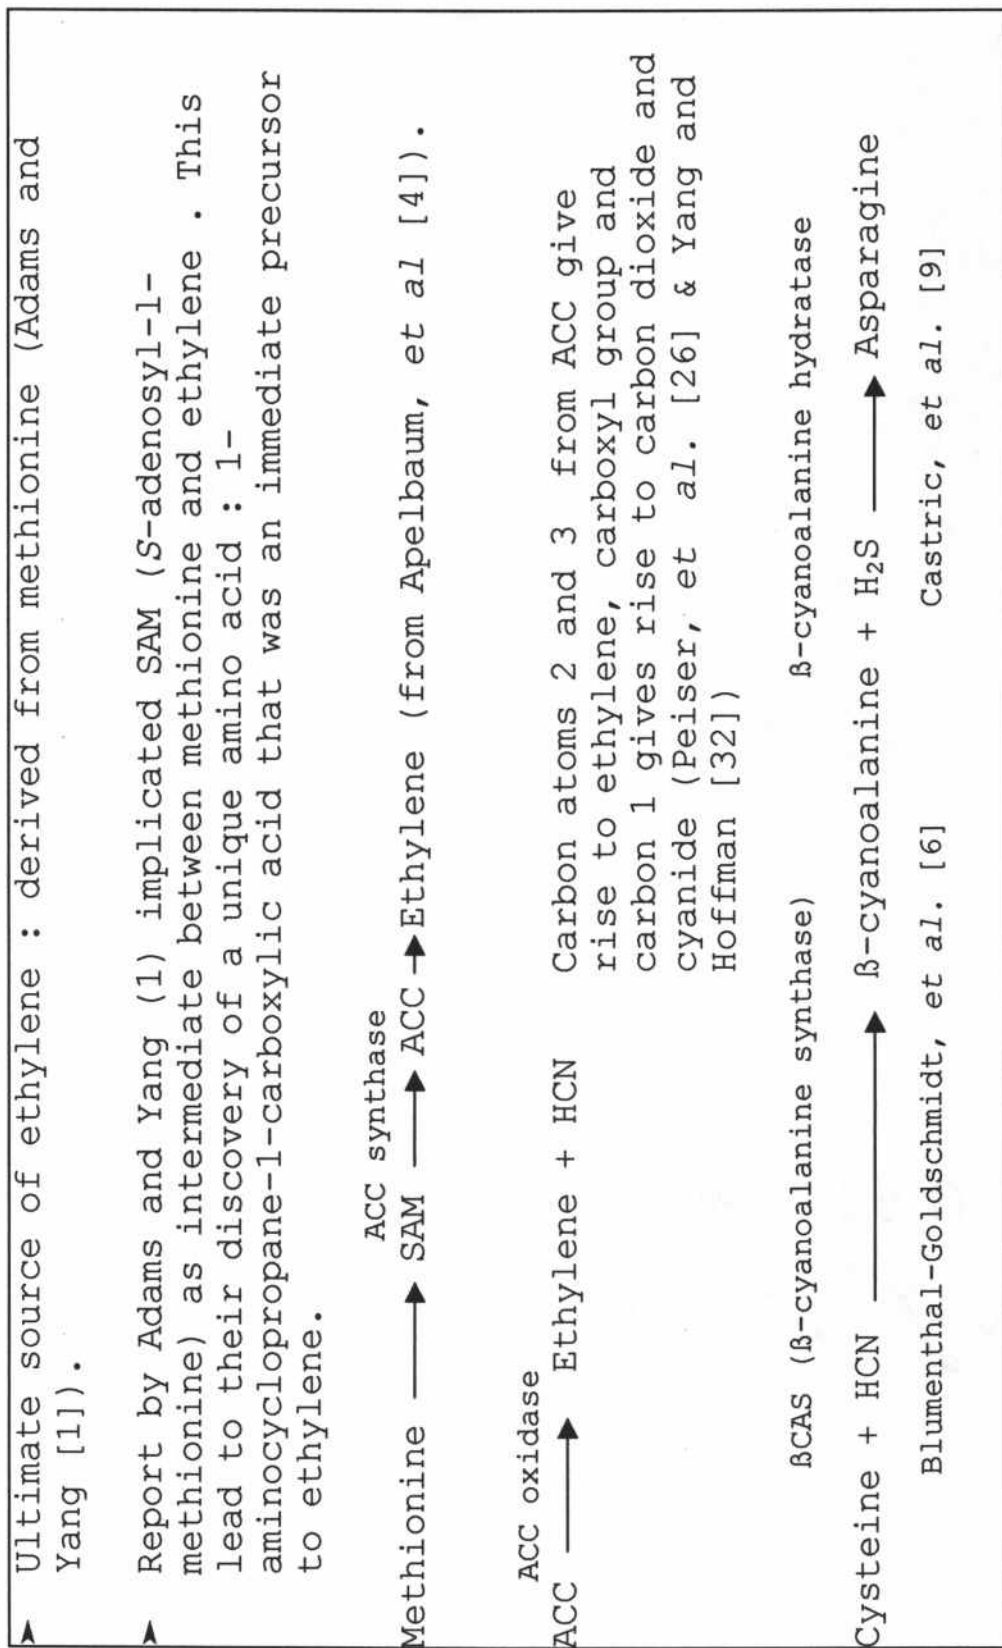 ➤ Ultimate source of ethylene : derived from methionine (Adams and
Yang [1]).
➤ Report by Adams and Yang (1) implicated SAM (S-adenosyl-l-
methionine) as intermediate between methionine and ethylene . This
lead to their discovery of a unique amino acid : 1-
aminocyclopropane-1-carboxylic acid that was an immediate precursor
to ethylene.
ACC synthase
Methionine ⟶ SAM ⟶ ACC → Ethylene (from Apelbaum, et al [4]).
ACC oxidase
ACC ⟶ Ethylene + HCN
Carbon atoms 2 and 3 from ACC give
rise to ethylene, carboxyl group and
carbon 1 gives rise to carbon dioxide and
cyanide (Peiser, et al. [26] & Yang and
Hoffman [32])
ßCAS (ß-cyanoalanine synthase) ß-cyanoalanine hydratase
Cysteine + HCN ⟶ ß-cyanoalanine + H₂S ⟶ Asparagine
Blumenthal-Goldschmidt, et al. [6] Castric, et al. [9]